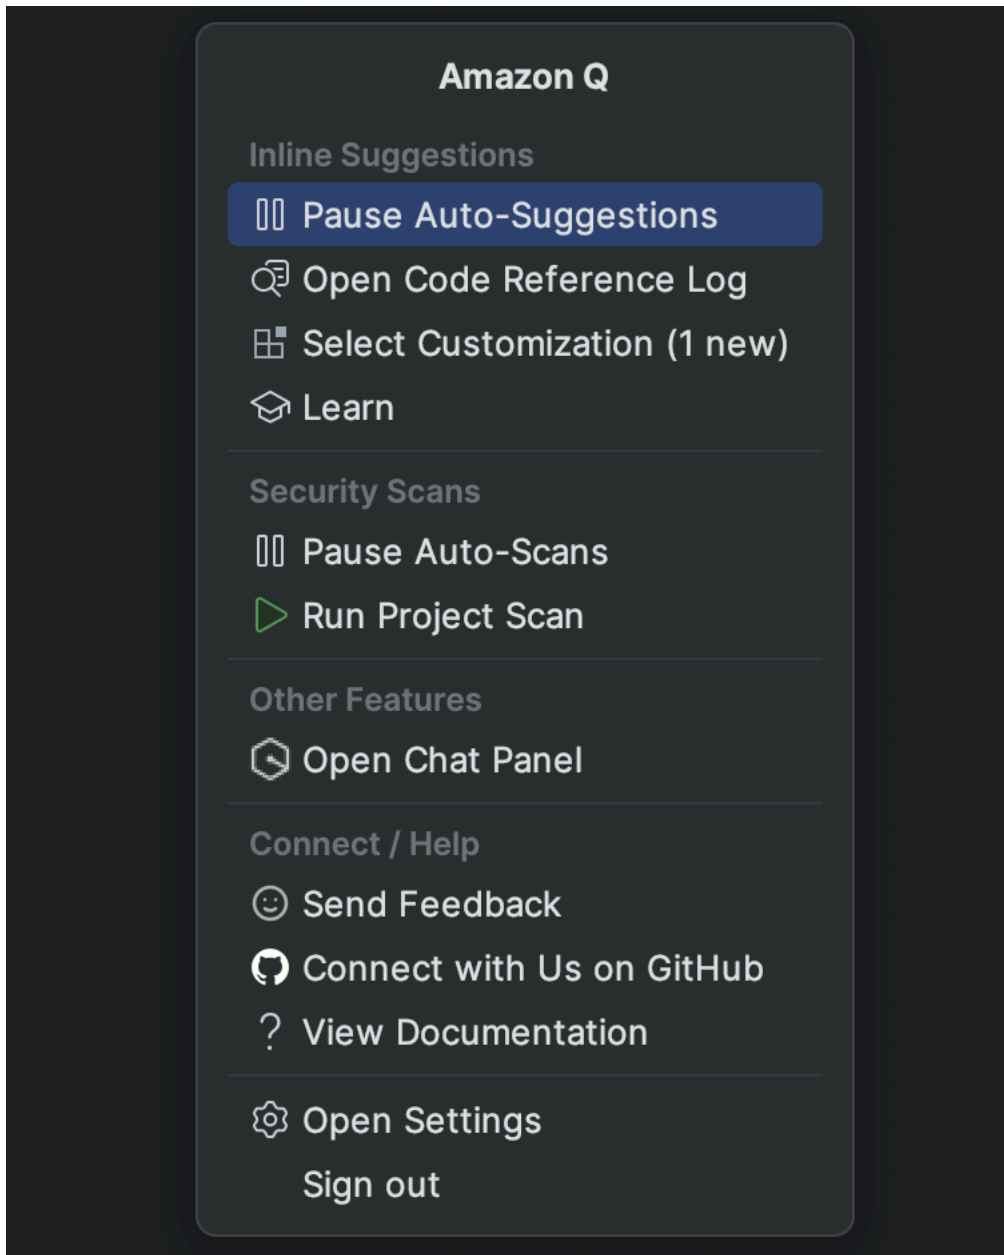 Amazon Q
Inline Suggestions
Pause Auto-Suggestions
Open Code Reference Log
Select Customization (1 new)
Learn
Security Scans
Pause Auto-Scans
Run Project Scan
Other Features
Open Chat Panel
Connect / Help
Send Feedback
Connect with Us on GitHub
View Documentation
Open Settings
Sign out